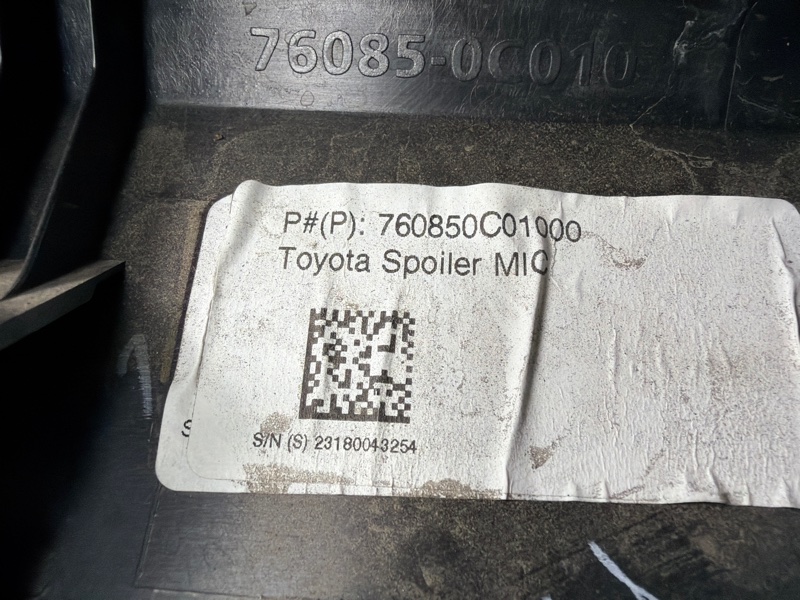 76085-0C010
P#(P): 760850C01000
Toyota Spoiler MIC
S
S/N (S) 23180043254